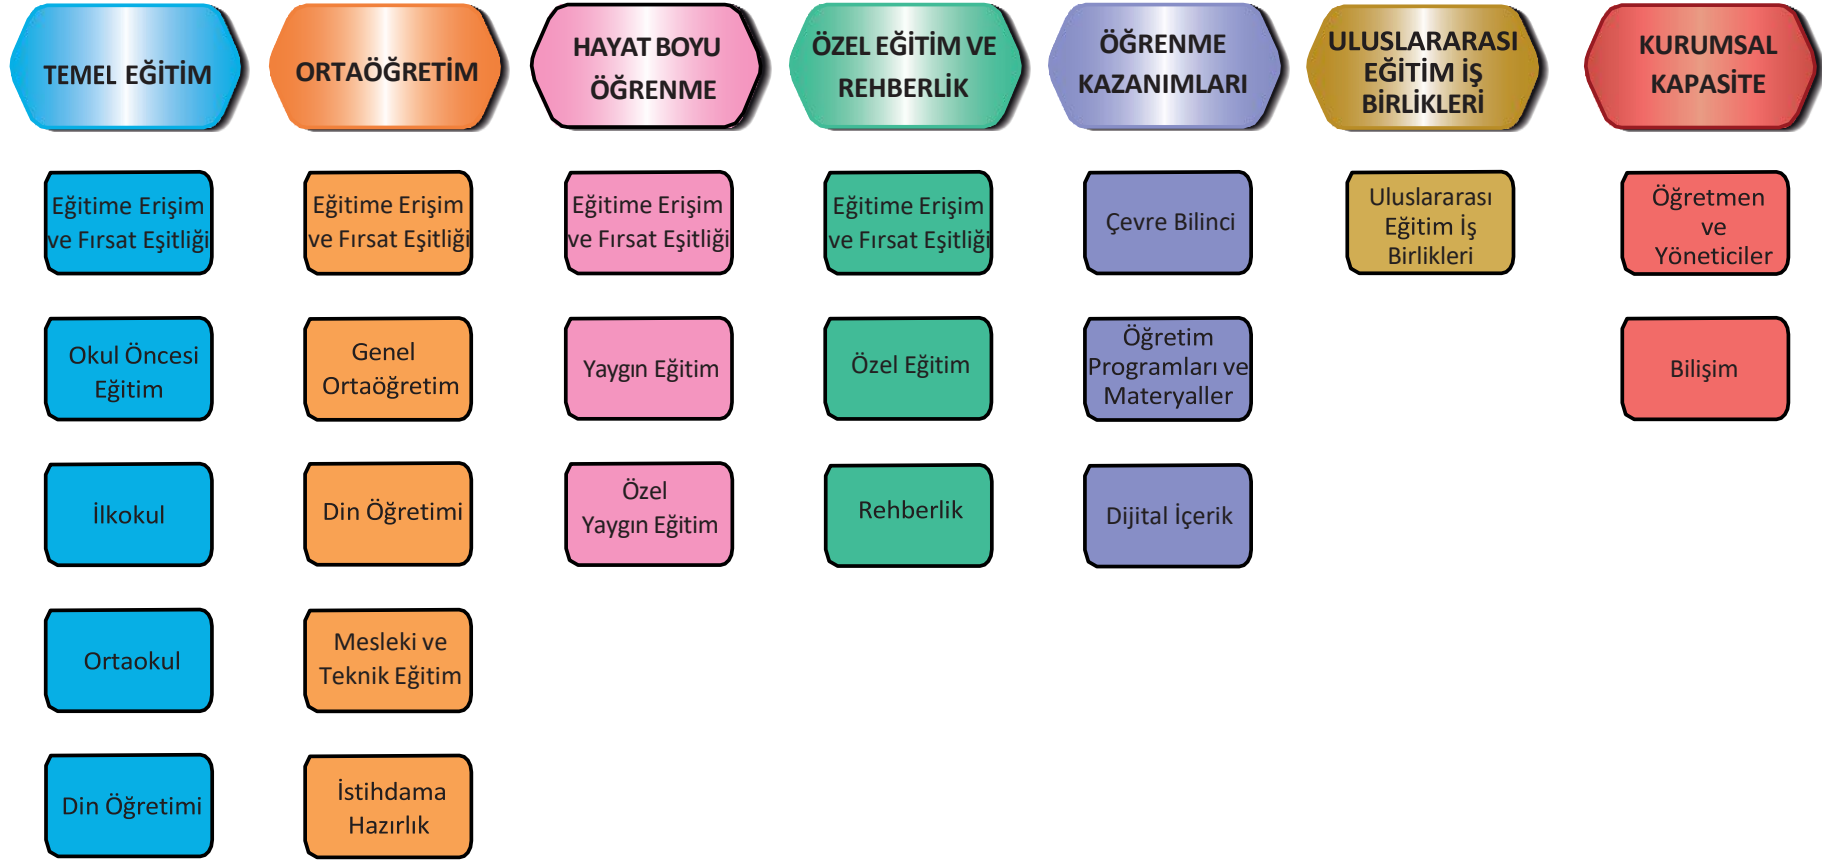 TEMEL EĞİTİM
ORTAÖĞRETİM
HAYAT BOYU
ÖĞRENME
ÖZEL EĞİTİM VE
REHBERLİK
ÖĞRENME
KAZANIMLARI
ULUSLARARASI
EĞİTİM İŞ
BİRLİKLERİ
KURUMSAL
KAPASİTE
Eğitime Erişim
ve Fırsat Eşitliği
Eğitime Erişim
ve Fırsat Eşitliği
Eğitime Erişim
ve Fırsat Eşitliği
Eğitime Erişim
ve Fırsat Eşitliği
Çevre Bilinci
Uluslararası
Eğitim İş
Birlikleri
Öğretmen
ve
Yöneticiler
Okul Öncesi
Eğitim
Genel
Ortaöğretim
Yaygın Eğitim
Özel Eğitim
Öğretim
Programları ve
Materyaller
Bilişim
İlkokul
Din Öğretimi
Özel
Yaygın Eğitim
Rehberlik
Dijital İçerik
Ortaokul
Mesleki ve
Teknik Eğitim
Din Öğretimi
İstihdama
Hazırlık